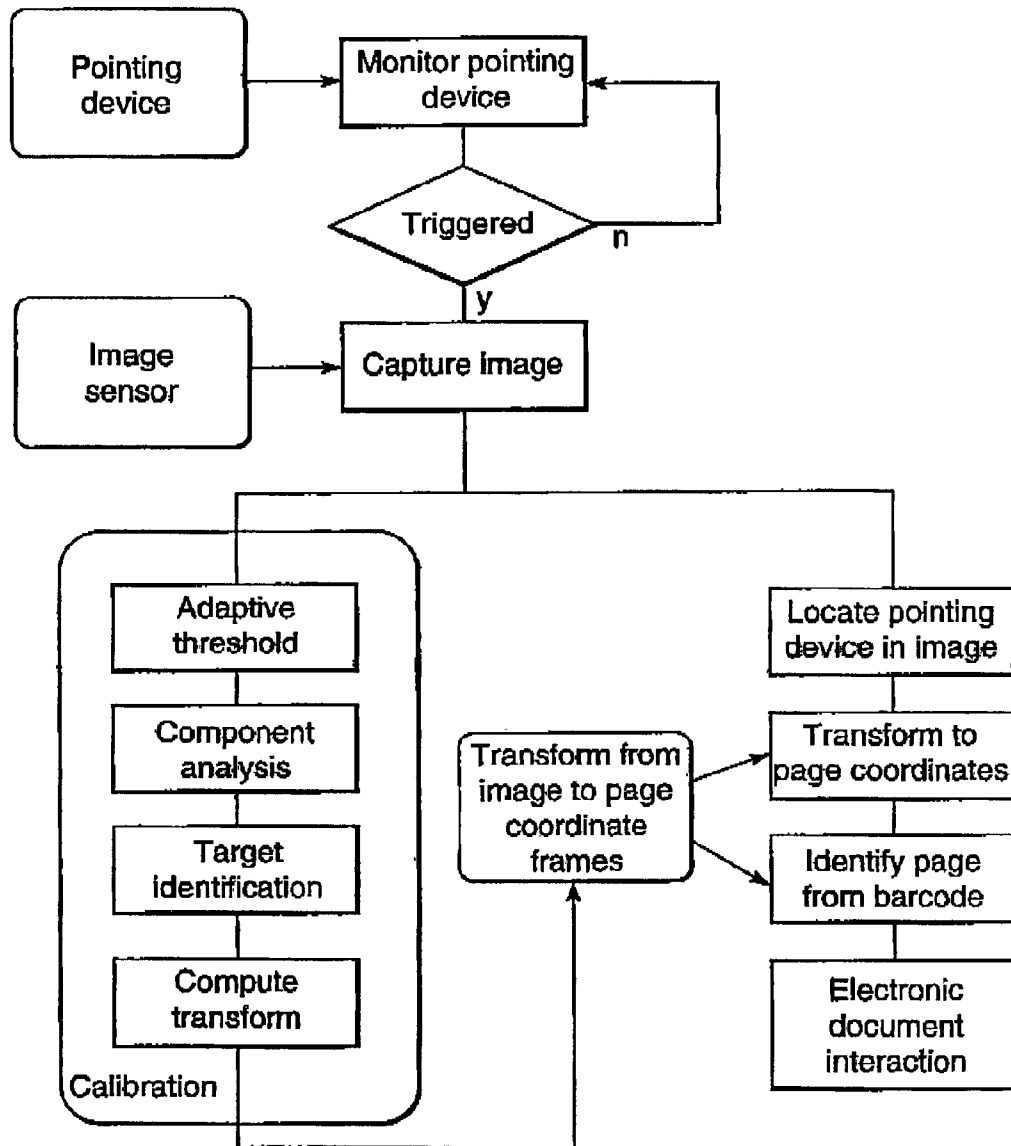 Pointing
device
Monitor pointing
device
Triggered
n
y
Image
sensor
Capture image
Adaptive
threshold
Component
analysis
Target
identification
Compute
transform
Calibration
Transform from
image to page
coordinate
frames
Locate pointing
device in image
Transform to
page coordinates
Identify page
from barcode
Electronic
document
interaction